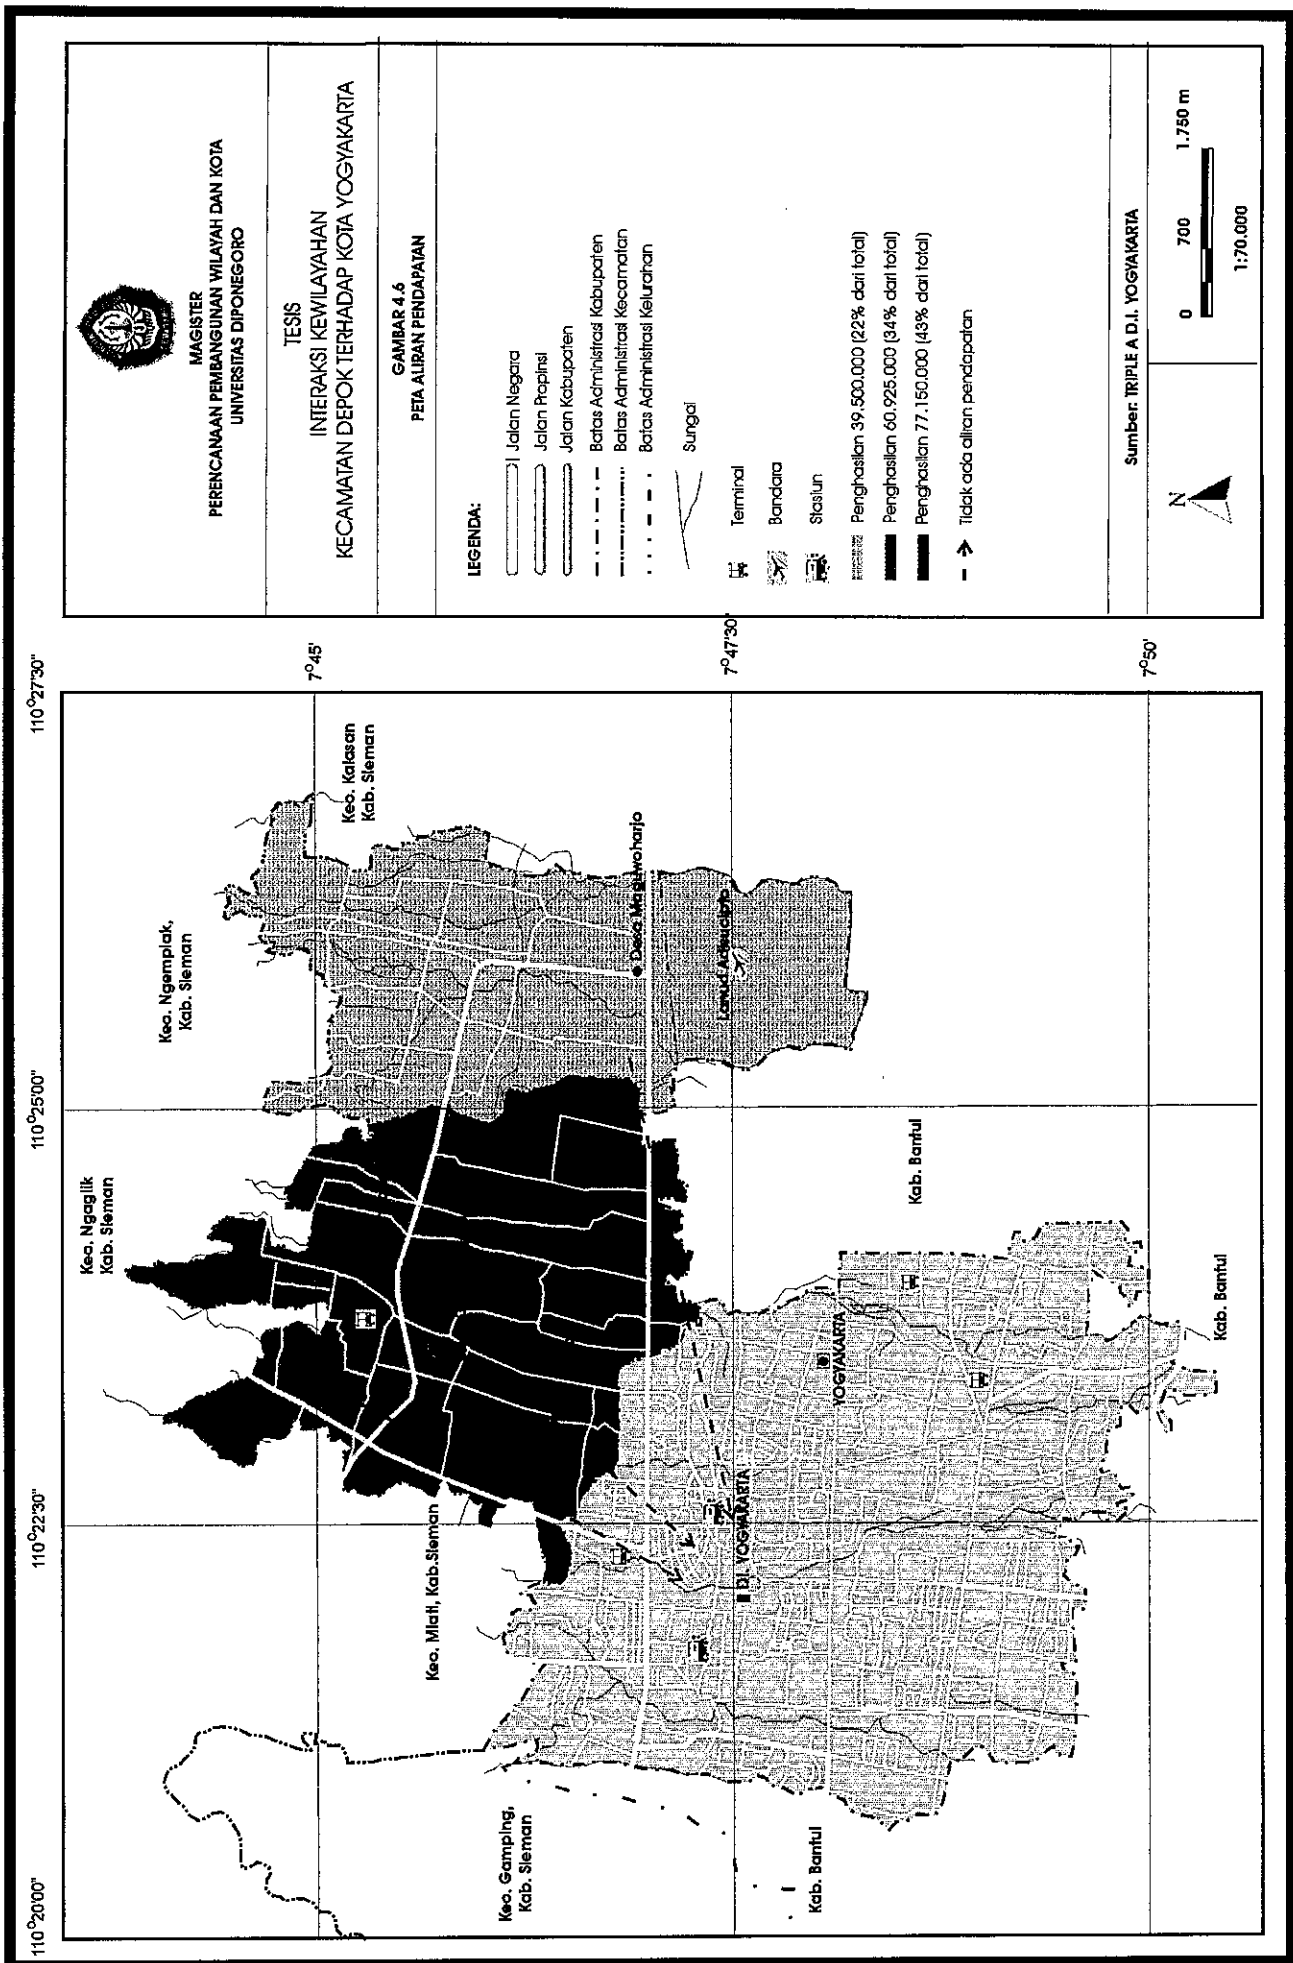 MAGISTER
PERENCANAAN PEMBANGUNAN WILAYAH DAN KOTA
UNIVERSITAS DIPONEGORO
TESIS
INTERAKSI KEWILAYAHAN
KECAMATAN DEPOK TERHADAP KOTA YOGYAKARTA
GAMBAR 4.6
PETA ALIRAN PENDAPATAN
LEGENDA:
Jalan Negara
Jalan Propinsi
Jalan Kabupaten
Batas Administrasi Kabupaten
Batas Administrasi Kecamatan
Batas Administrasi Kelurahan
Sungai
Terminal
Bandara
Stasiun
Penghasilan 39.500.000 (22% dari total)
Penghasilan 60.925.000 (34% dari total)
Penghasilan 77.150.000 (43% dari total)
Tidak ada aliran pendapatan
Sumber: TRIPLE A D.I. YOGYAKARTA
N
0 700 1.750 m
1:70.000
110°20'00"
110°22'30"
110°25'00"
110°27'30"
7°45'
7°47'30"
7°50'
Kec. Ngaglik
Kab. Sleman
Kec. Ngemplak,
Kab. Sleman
Kec. Kalasan
Kab. Sleman
Kec. Mlati, Kab.Sleman
Kec. Gamping,
Kab. Sleman
Desa Maguwoharjo
Lanud Adisucipto
DI. YOGYAKARTA
YOGYAKARTA
Kab. Bantul
Kab. Bantul
Kab. Bantul